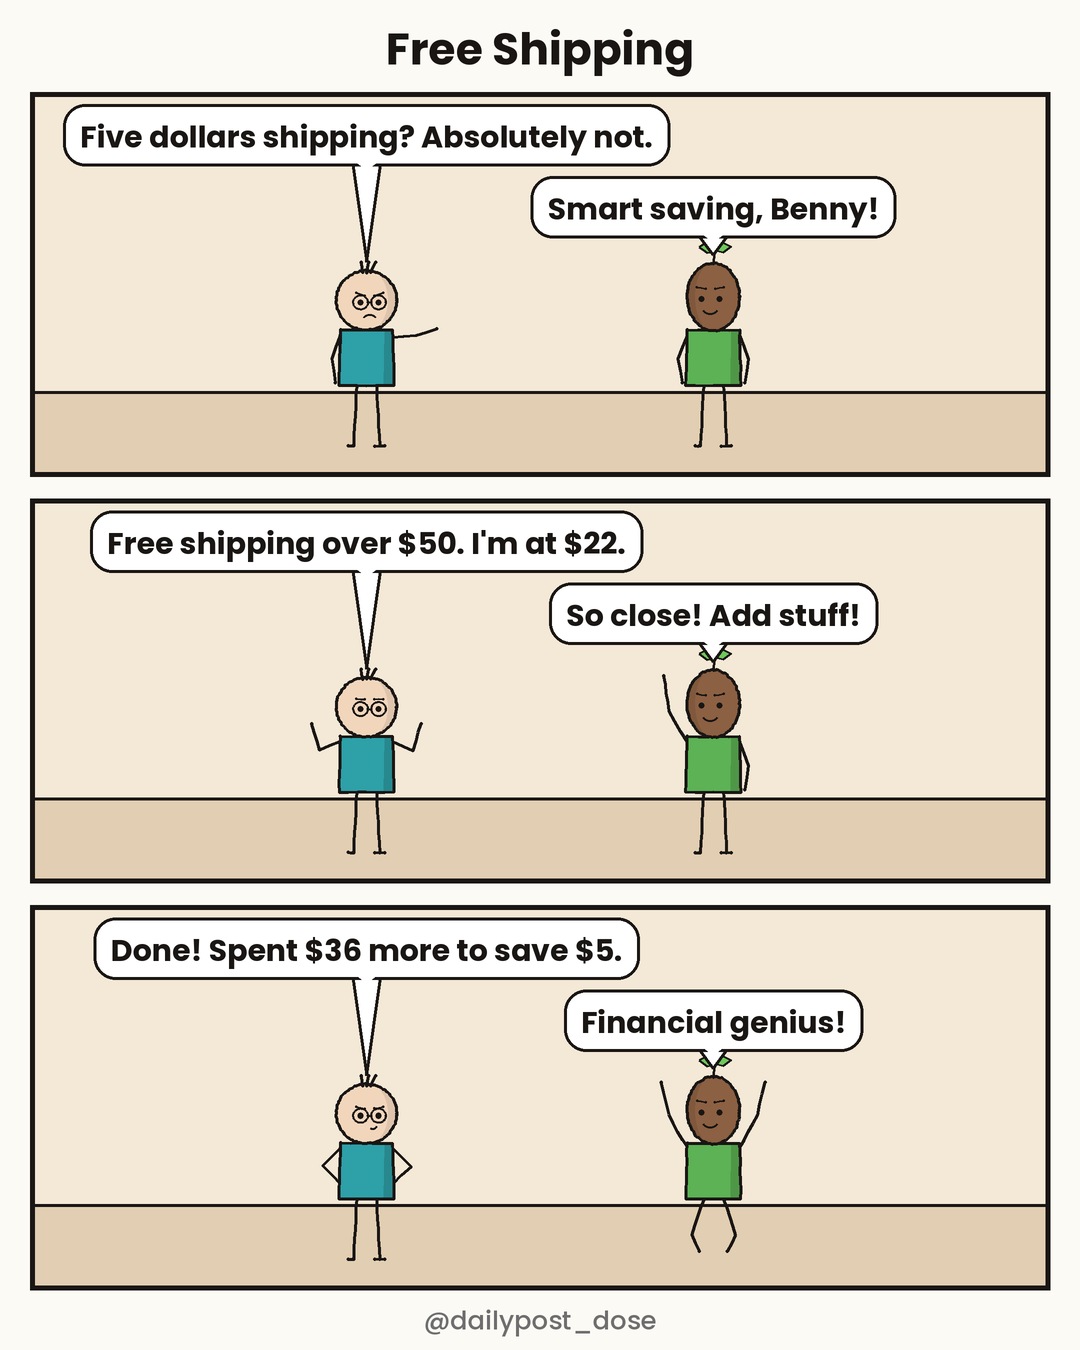 Free Shipping
Five dollars shipping? Absolutely not.
Smart saving, Benny!
Free shipping over $50. I'm at $22.
So close! Add stuff!
Done! Spent $36 more to save $5.
Financial genius!
@dailypost_dose